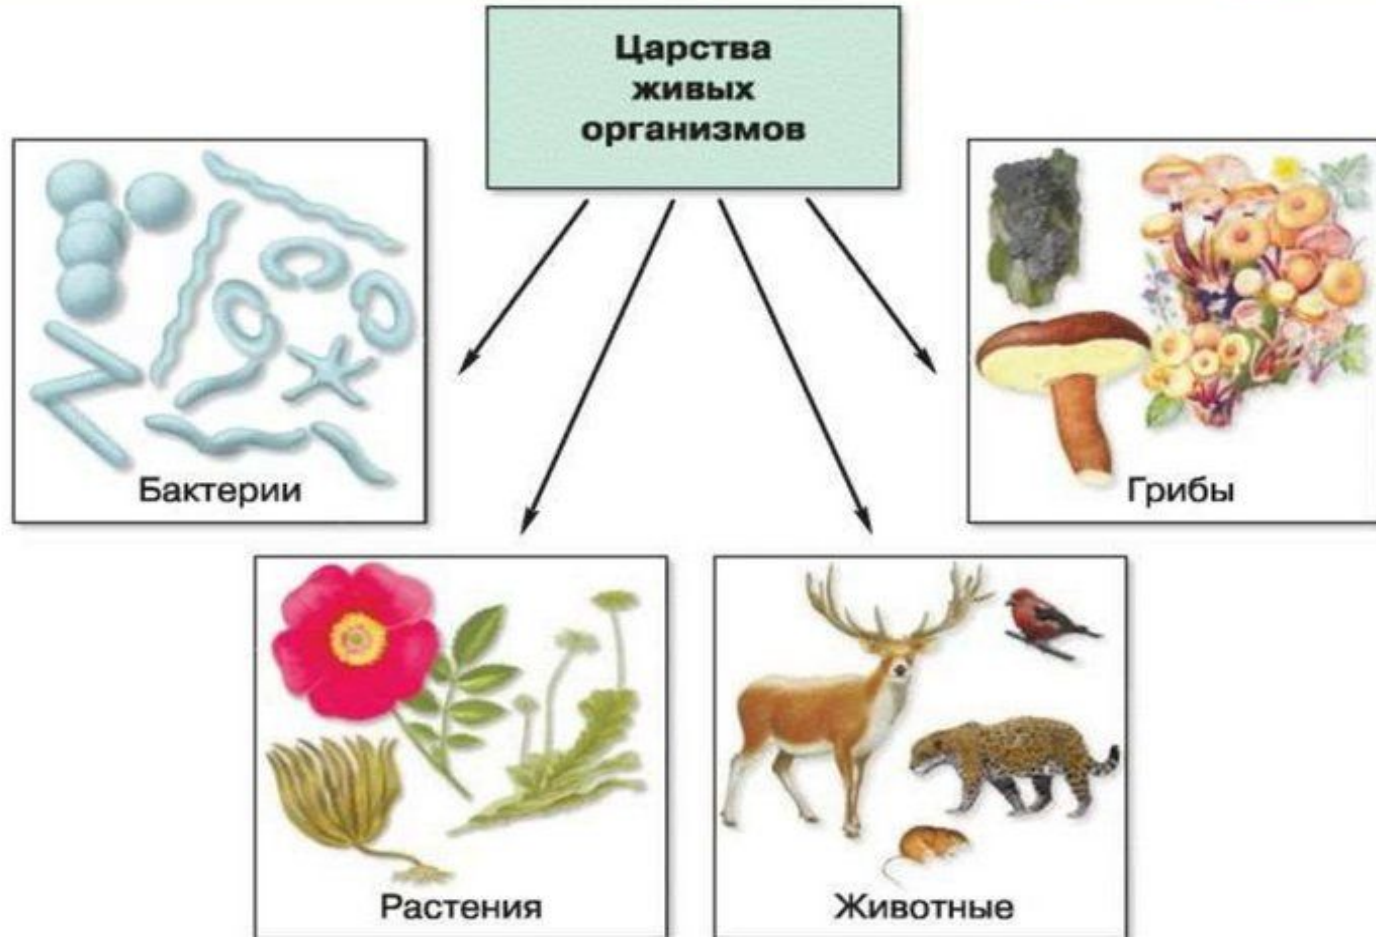 Царства
живых
организмов
Бактерии
Грибы
Растения
Животные